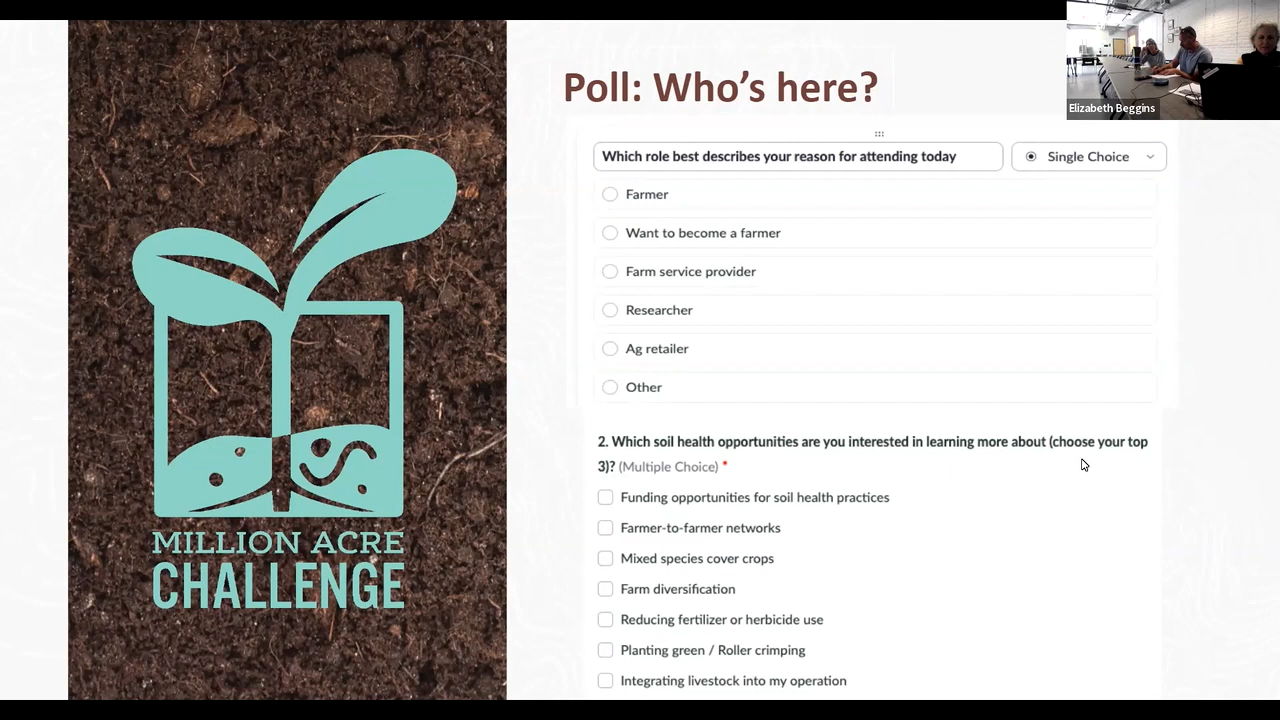 Poll: Who's here?
Elizabeth Beggins
Which role best describes your reason for attending today
Single Choice
Farmer
Want to become a farmer
Farm service provider
Researcher
Ag retailer
Other
2. Which soil health opportunities are you interested in learning more about (choose your top
3)? (Multiple Choice) *
Funding opportunities for soil health practices
Farmer-to-farmer networks
Mixed species cover crops
Farm diversification
Reducing fertilizer or herbicide use
Planting green / Roller crimping
Integrating livestock into my operation
MILLION ACRE
CHALLENGE